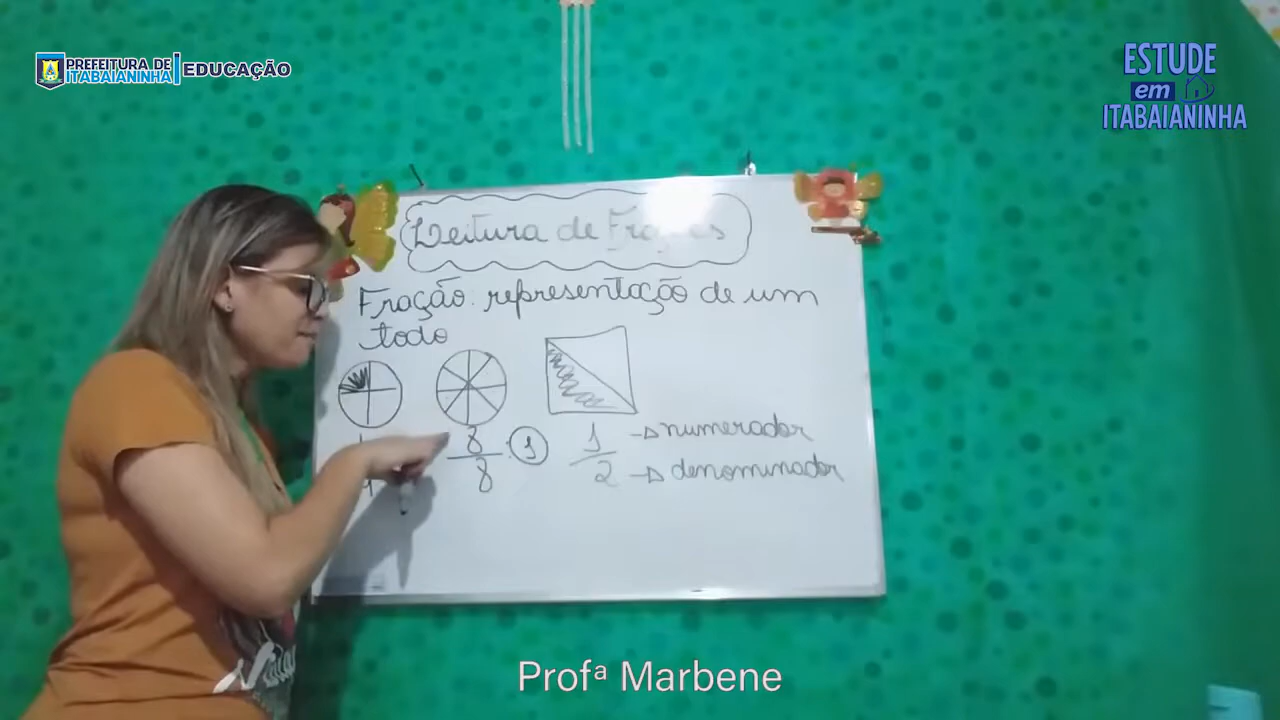 PREFEITURA DE
ITABAIANINHA
EDUCAÇÃO
ESTUDE
em
ITABAIANINHA
Leitura de Frações
Fração: representação de um
todo
8
8
1
1
2
→ numerador
→ denominador
Profª Marbene